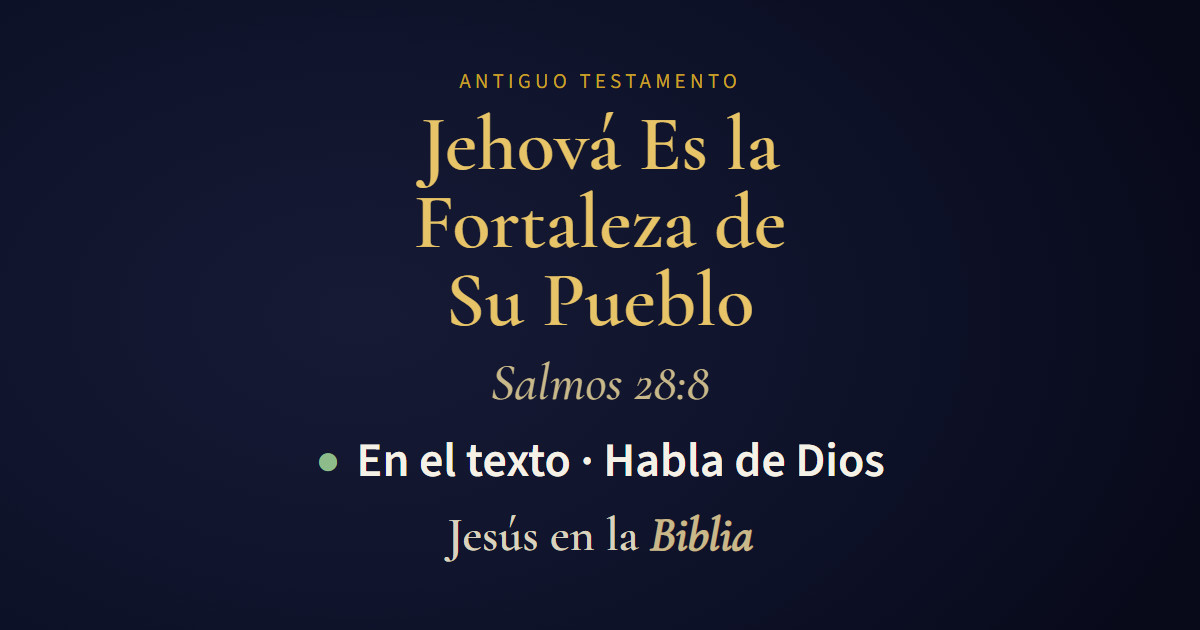 ANTIGUO TESTAMENTO
Jehová Es la
Fortaleza de
Su Pueblo
Salmos 28:8
En el texto · Habla de Dios
Jesús en la Biblia